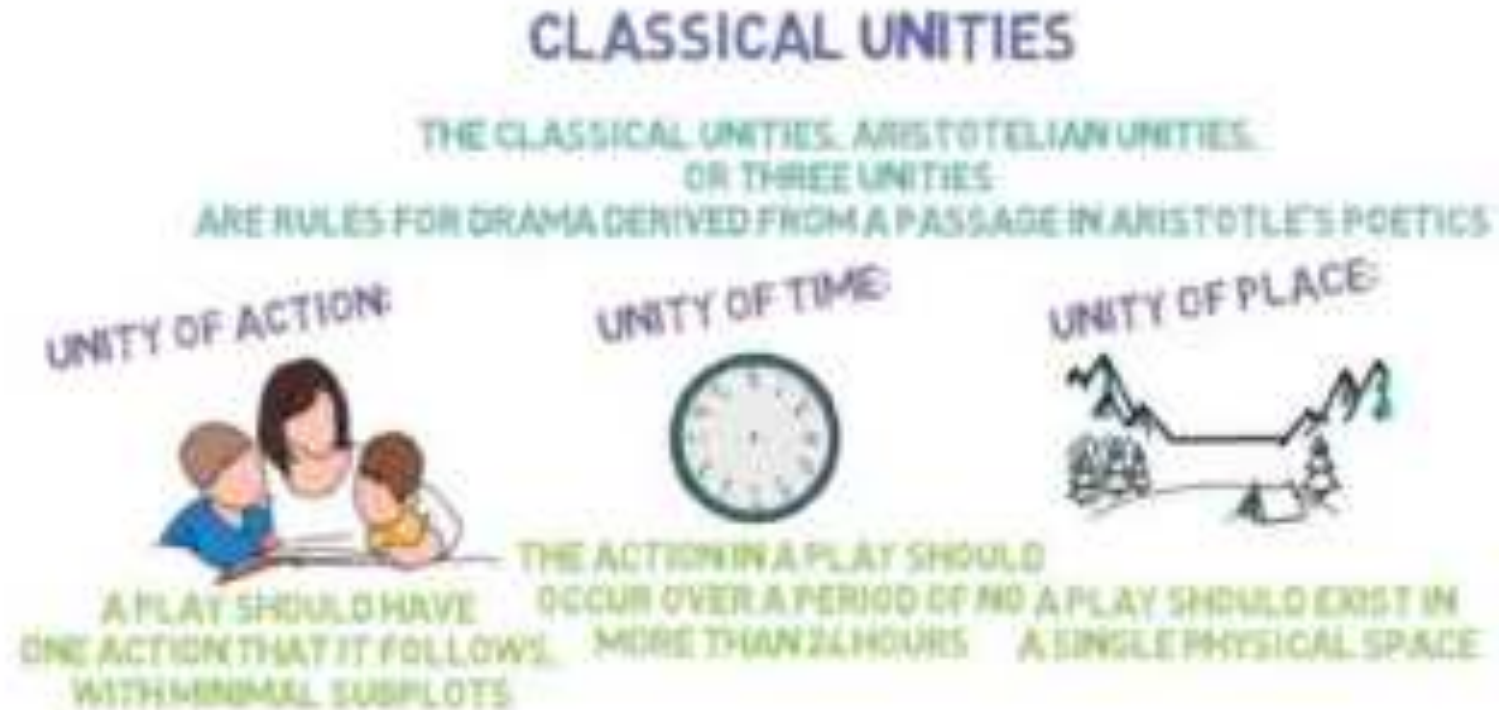 CLASSICAL UNITIES
THE CLASSICAL UNITIES, ARISTOTELIAN UNITIES,
OR THREE UNITIES
ARE RULES FOR DRAMA DERIVED FROM A PASSAGE IN ARISTOTLE'S POETICS
UNITY OF ACTION:
A PLAY SHOULD HAVE
ONE ACTION THAT IT FOLLOWS,
WITH MINIMAL SUBPLOTS
UNITY OF TIME:
THE ACTION IN A PLAY SHOULD
OCCUR OVER A PERIOD OF NO
MORE THAN 24 HOURS
UNITY OF PLACE:
A PLAY SHOULD EXIST IN
A SINGLE PHYSICAL SPACE